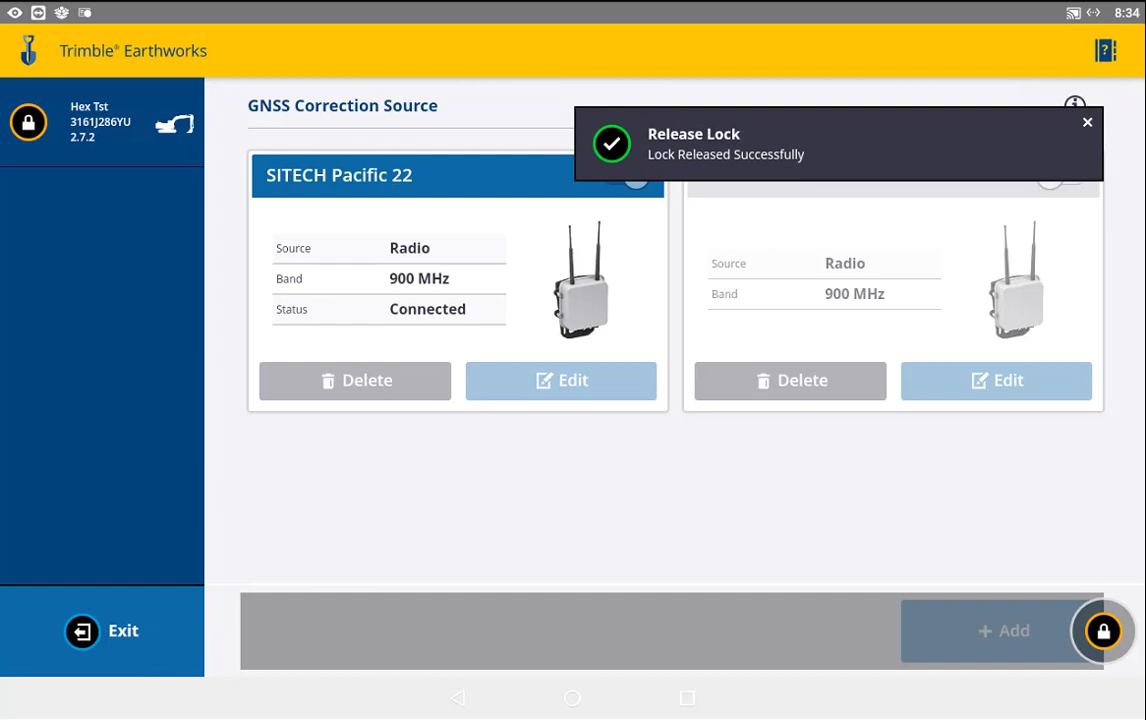 8:34
Trimble® Earthworks
?
Hex Tst
3161J286YU
2.7.2
GNSS Correction Source
i
Release Lock
Lock Released Successfully
SITECH Pacific 22
Source Radio
Band 900 MHz
Status Connected
Delete
Edit
Source Radio
Band 900 MHz
Delete
Edit
Exit
+ Add